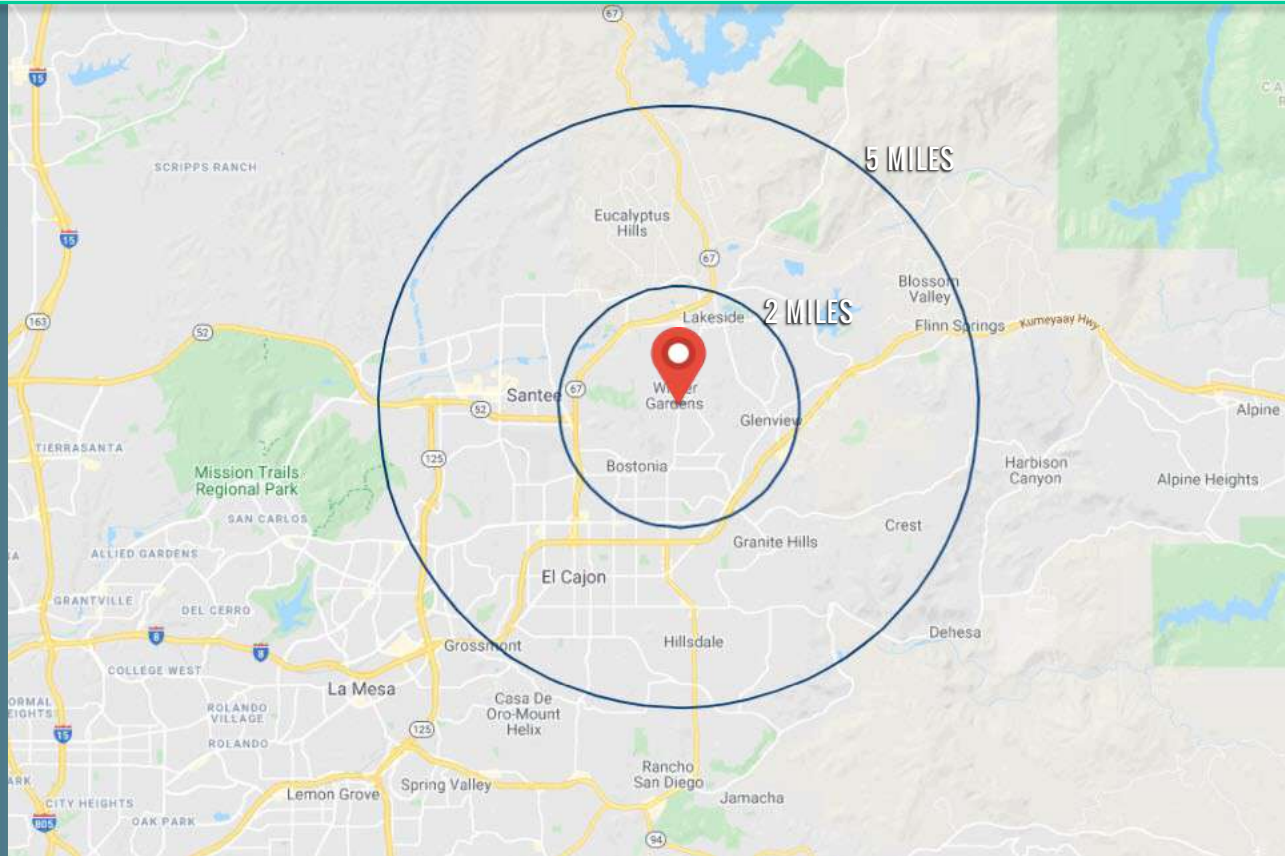 67
15
SCRIPPS RANCH
5 MILES
Eucalyptus
Hills
15
67
Blossom
Valley
163
52
Lakeside
2 MILES
Flinn Springs
Kumeyaay Hwy
Santee
67
Gardens
52
Glenview
Alpine
TIERRASANTA
125
Bostonia
Harbison
Canyon
Alpine Heights
Mission Trails
Regional Park
SAN CARLOS
Crest
ALLIED GARDENS
Granite Hills
El Cajon
GRANTVILLE
DEL CERRO
8
8
Grossmont
Hillsdale
Dehesa
COLLEGE WEST
La Mesa
ROLANDO
VILLAGE
Casa De
Oro-Mount
Helix
ORMAL
EIGHTS
15
125
ROLANDO
Rancho
San Diego
Spring Valley
ARK
Lemon Grove
Jamacha
CITY HEIGHTS
OAK PARK
805
94